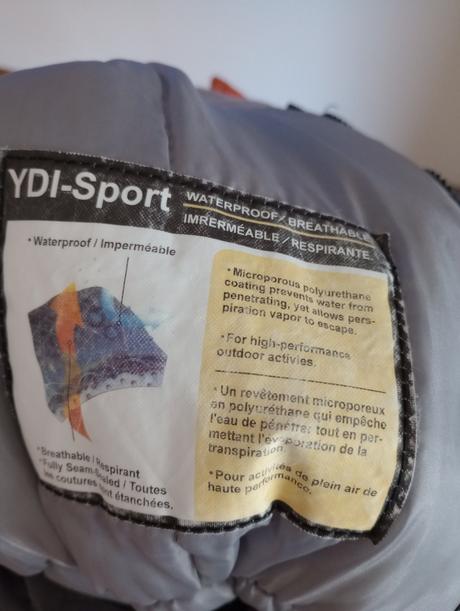 YDI-Sport
WATERPROOF / BREATHABLE
IMRERMÉABLE / RESPIRANTE
• Waterproof / Imperméable
• Breathable / Respirant
• Fully Seam-Sealed / Toutes
les coutures sont étanchées.
• Microporous polyurethane
coating prevents water from
penetrating, yet allows pers-
piration vapor to escape.
• For high-performance
outdoor activies.
• Un revêtement microporeux
en polyuréthane qui empêche
l'eau de pénétrer tout en per-
mettant l'évaporation de la
transpiration.
• Pour activités de plein air de
haute performance.